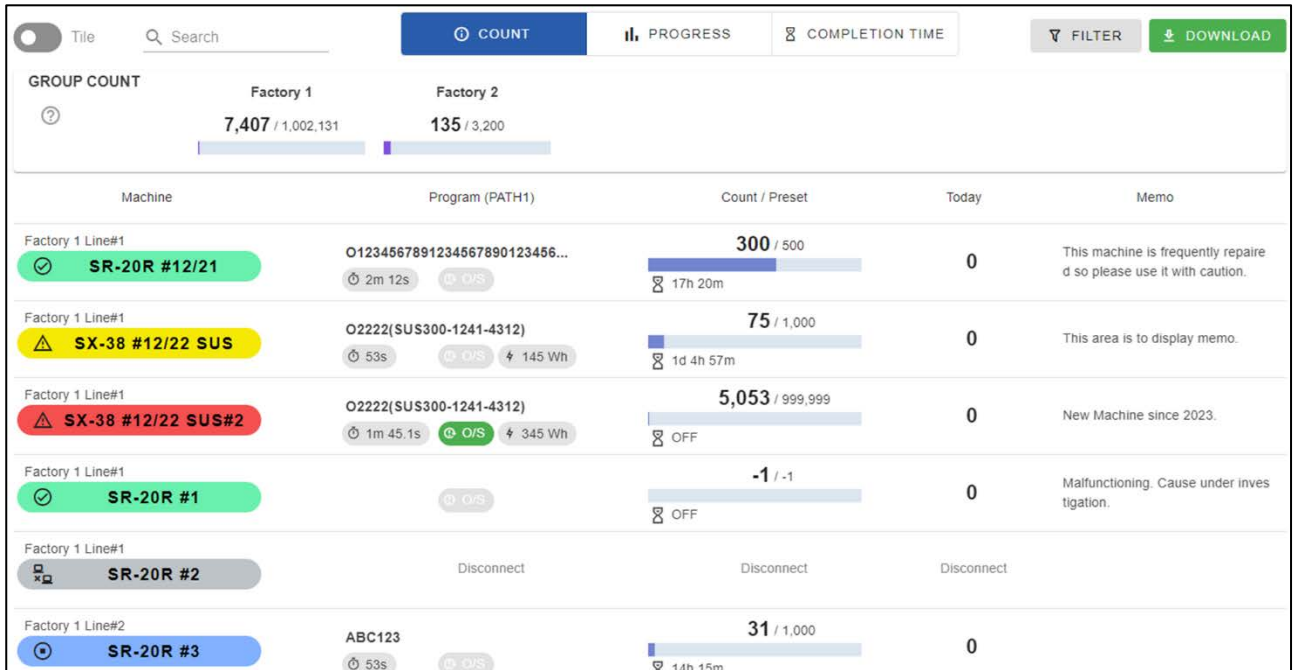 Tile
Search
COUNT
PROGRESS
COMPLETION TIME
FILTER
DOWNLOAD
GROUP COUNT
Factory 1
Factory 2
7,407 / 1,002,131
135 / 3,200
Machine
Program (PATH1)
Count / Preset
Today
Memo
Factory 1 Line#1
SR-20R #12/21
O12345678912345678901234​56...
2m 12s
O/S
300 / 500
17h 20m
0
This machine is frequently repaire
d so please use it with caution.
Factory 1 Line#1
SX-38 #12/22 SUS
O2222(SUS300-1241-4312)
53s
O/S
145 Wh
75 / 1,000
1d 4h 57m
0
This area is to display memo.
Factory 1 Line#1
SX-38 #12/22 SUS#2
O2222(SUS300-1241-4312)
1m 45.1s
O/S
345 Wh
5,053 / 999,999
OFF
0
New Machine since 2023.
Factory 1 Line#1
SR-20R #1
O/S
-1 / -1
OFF
0
Malfunctioning. Cause under inves
tigation.
Factory 1 Line#1
SR-20R #2
Disconnect
Disconnect
Disconnect
Factory 1 Line#2
SR-20R #3
ABC123
53s
O/S
31 / 1,000
14h 15m
0